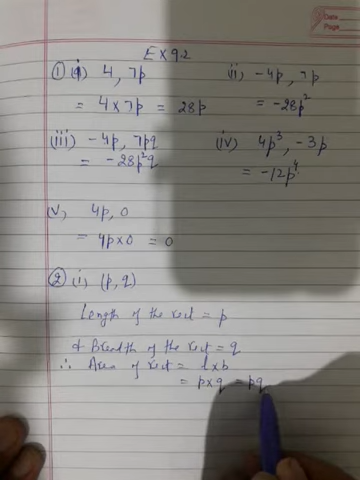 Date
Page
Ex 9.2
① (i) 4, 7p (ii) -4p, 7p
= 4 x 7p = 28p = -28p²
(iii) -4p, 7pq (iv) 4p³, -3p
= -28p²q = -12p⁴
(v) 4p, 0
= 4p x 0 = 0
② (i) (p, q)
Length of the rect = p
& Breadth of the rect = q
∴ Area of rect = l x b
= p x q = pq